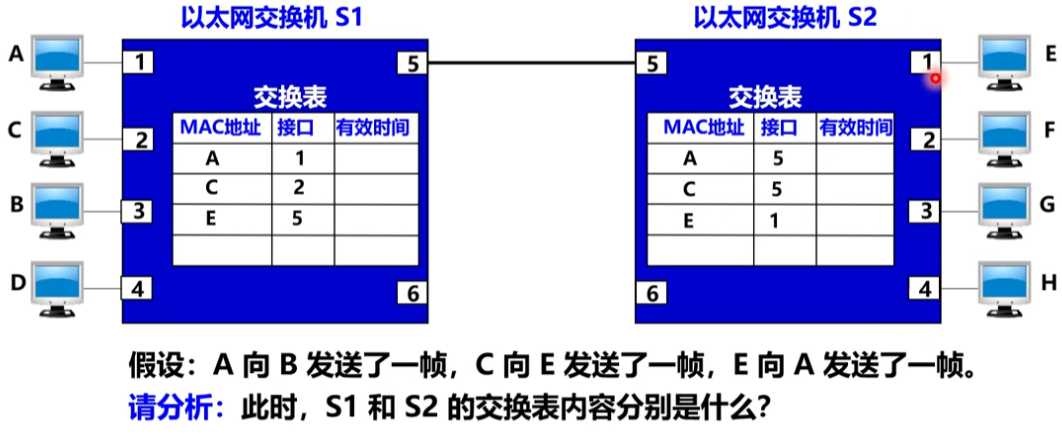 以太网交换机 S1
以太网交换机 S2
A
1
5
5
1
E
交换表
交换表
MAC地址 接口 有效时间
MAC地址 接口 有效时间
C
2
2
F
A 1
A 5
C 2
C 5
B
3
3
G
E 5
E 1
D
4
6
6
4
H
假设：A 向 B 发送了一帧，C 向 E 发送了一帧，E 向 A 发送了一帧。
请分析：此时，S1 和 S2 的交换表内容分别是什么？